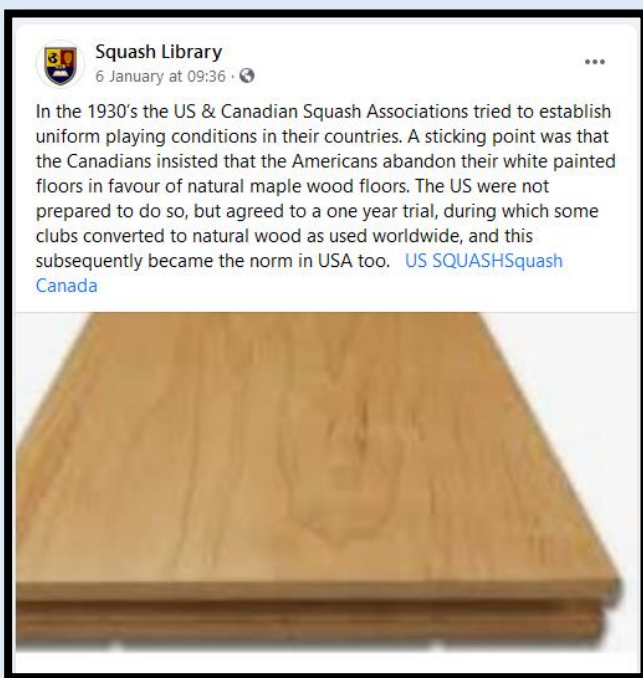 Squash Library
6 January at 09:36 ·
In the 1930's the US & Canadian Squash Associations tried to establish
uniform playing conditions in their countries. A sticking point was that
the Canadians insisted that the Americans abandon their white painted
floors in favour of natural maple wood floors. The US were not
prepared to do so, but agreed to a one year trial, during which some
clubs converted to natural wood as used worldwide, and this
subsequently became the norm in USA too. US SQUASHSquash
Canada